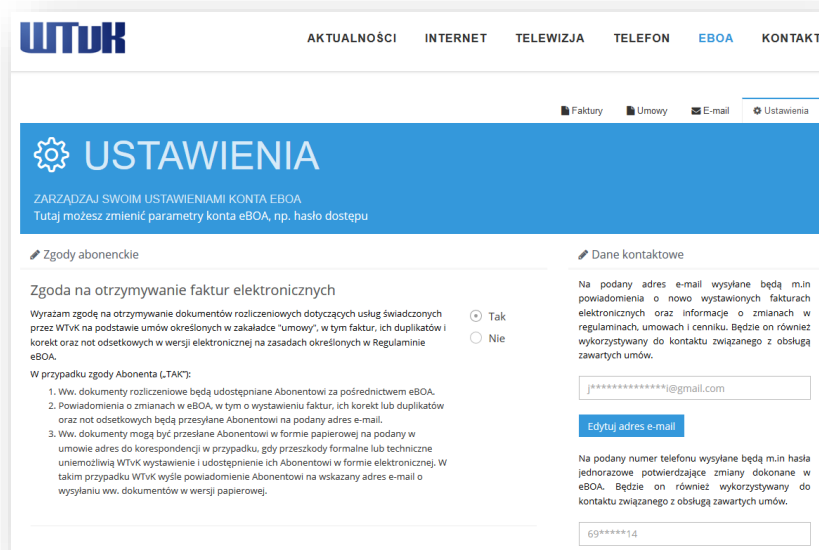 WTvK
AKTUALNOŚCI INTERNET TELEWIZJA TELEFON EBOA KONTAKT
Faktury Umowy E-mail Ustawienia
USTAWIENIA
ZARZĄDZAJ SWOIM USTAWIENIAMI KONTA EBOA
Tutaj możesz zmienić parametry konta eBOA, np. hasło dostępu
Zgody abonenckie
Zgoda na otrzymywanie faktur elektronicznych
Wyrażam zgodę na otrzymywanie dokumentów rozliczeniowych dotyczących usług świadczonych
przez WTvK na podstawie umów określonych w zakaładce "umowy", w tym faktur, ich duplikatów i
korekt oraz not odsetkowych w wersji elektronicznej na zasadach określonych w Regulaminie
eBOA.
Tak
Nie
W przypadku zgody Abonenta („TAK”):
1. Ww. dokumenty rozliczeniowe będą udostępniane Abonentowi za pośrednictwem eBOA.
2. Powiadomienia o zmianach w eBOA, w tym o wystawieniu faktur, ich korekt lub duplikatów
oraz not odsetkowych będą przesyłane Abonentowi na podany adres e-mail.
3. Ww. dokumenty mogą być przesłane Abonentowi w formie papierowej na podany w
umowie adres do korespondencji w przypadku, gdy przeszkody formalne lub techniczne
uniemożliwią WTvK wystawienie i udostępnienie ich Abonentowi w formie elektronicznej. W
takim przypadku WTvK wyśle powiadomienie Abonentowi na wskazany adres e-mail o
wysyłaniu ww. dokumentów w wersji papierowej.
Dane kontaktowe
Na podany adres e-mail wysyłane będą m.in
powiadomienia o nowo wystawionych fakturach
elektronicznych oraz informacje o zmianach w
regulaminach, umowach i cenniku. Będzie on również
wykorzystywany do kontaktu związanego z obsługą
zawartych umów.
j**************i@gmail.com
Edytuj adres e-mail
Na podany numer telefonu wysyłane będą m.in hasła
jednorazowe potwierdzające zmiany dokonane w
eBOA. Będzie on również wykorzystywany do
kontaktu związanego z obsługą zawartych umów.
69*****14